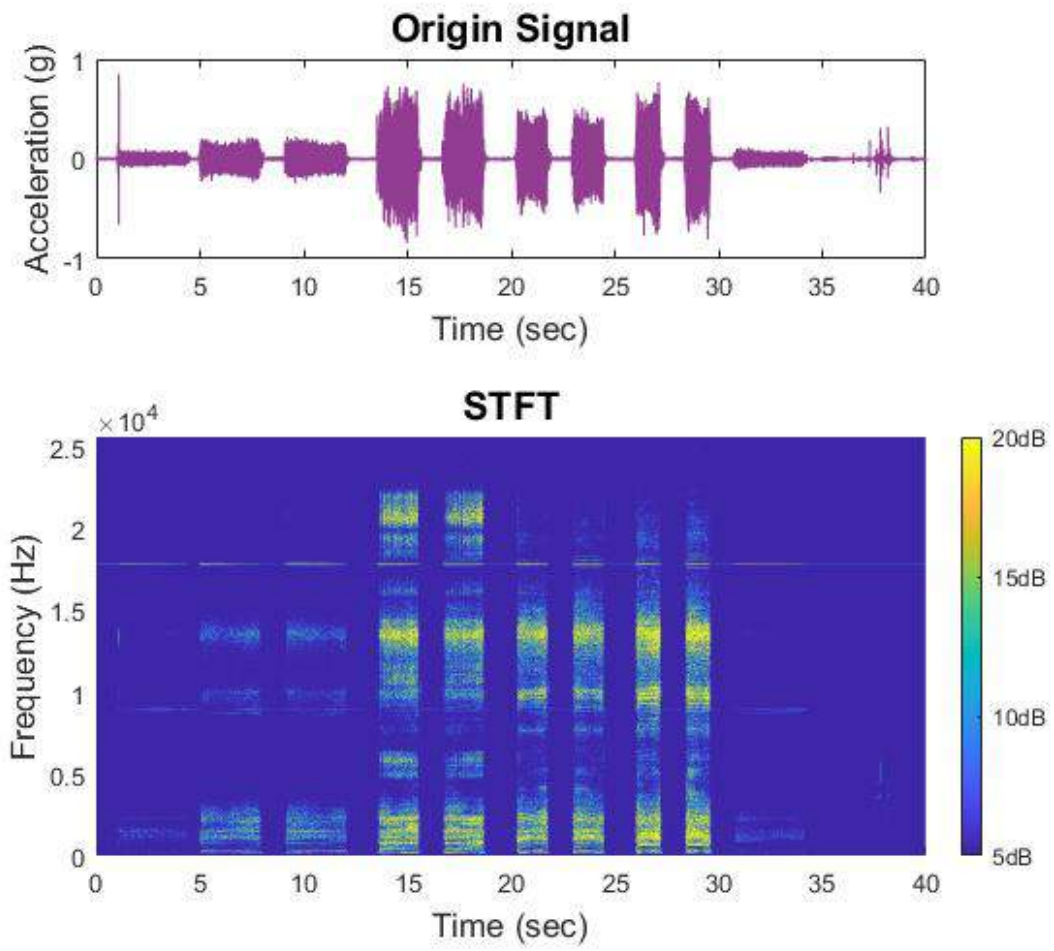 Origin Signal
Acceleration (g)
1
0
-1
0 5 10 15 20 25 30 35 40
Time (sec)
STFT
×10⁴
Frequency (Hz)
2.5
2
1.5
1
0.5
0
20dB
15dB
10dB
5dB
0 5 10 15 20 25 30 35 40
Time (sec)